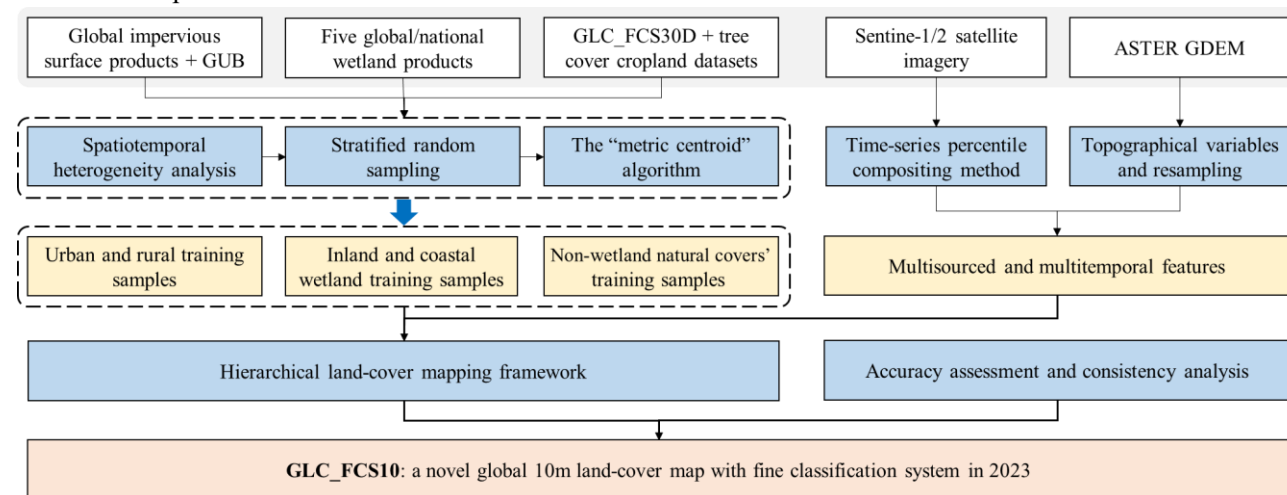 Global impervious
surface products + GUB
Five global/national
wetland products
GLC_FCS30D + tree
cover cropland datasets
Sentine-1/2 satellite
imagery
ASTER GDEM
Spatiotemporal
heterogeneity analysis
Stratified random
sampling
The “metric centroid”
algorithm
Time-series percentile
compositing method
Topographical variables
and resampling
Urban and rural training
samples
Inland and coastal
wetland training samples
Non-wetland natural covers’
training samples
Multisourced and multitemporal features
Hierarchical land-cover mapping framework
Accuracy assessment and consistency analysis
GLC_FCS10: a novel global 10m land-cover map with fine classification system in 2023